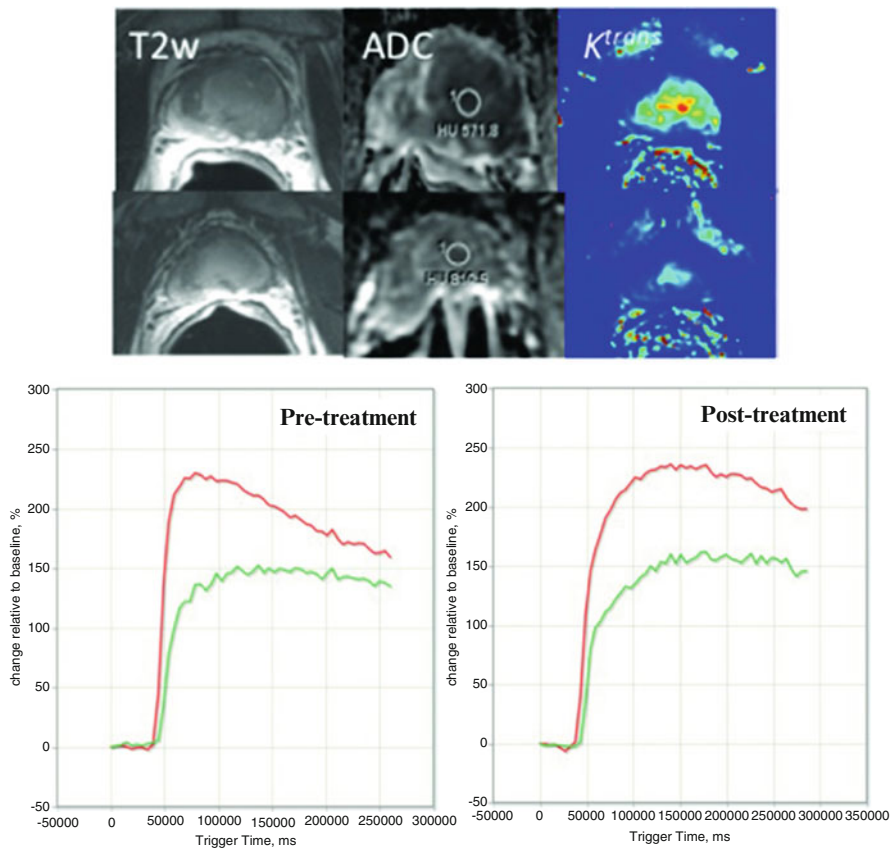 T2w ADC Ktrans
1
HU 571.8
1
Pre-treatment
300
250
200
150
100
50
0
-50
change relative to baseline, %
-50000 0 50000 100000 150000 200000 250000 300000
Trigger Time, ms
Post-treatment
300
250
200
150
100
50
0
-50
change relative to baseline, %
-50000 0 50000 100000 150000 200000 250000 300000 350000
Trigger Time, ms